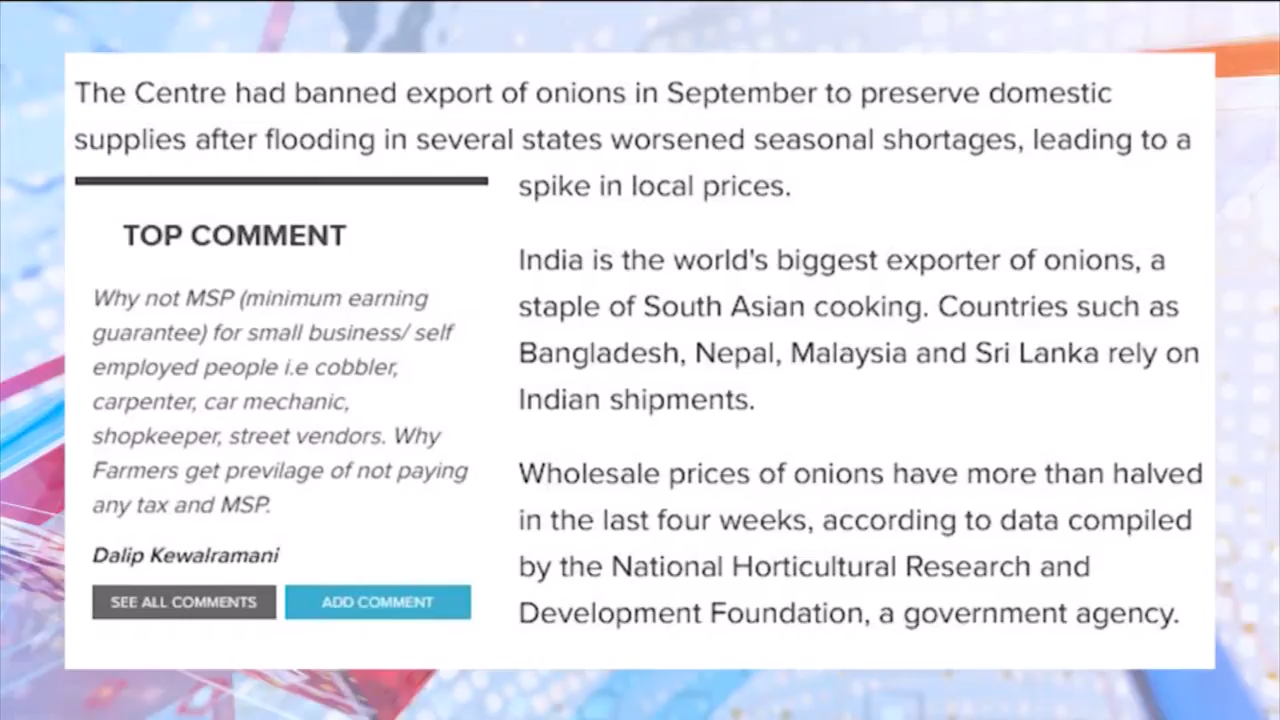 The Centre had banned export of onions in September to preserve domestic
supplies after flooding in several states worsened seasonal shortages, leading to a
spike in local prices.
TOP COMMENT
Why not MSP (minimum earning
guarantee) for small business/ self
employed people i.e cobbler,
carpenter, car mechanic,
shopkeeper, street vendors. Why
Farmers get previlage of not paying
any tax and MSP.
Dalip Kewalramani
SEE ALL COMMENTS
ADD COMMENT
India is the world's biggest exporter of onions, a
staple of South Asian cooking. Countries such as
Bangladesh, Nepal, Malaysia and Sri Lanka rely on
Indian shipments.
Wholesale prices of onions have more than halved
in the last four weeks, according to data compiled
by the National Horticultural Research and
Development Foundation, a government agency.